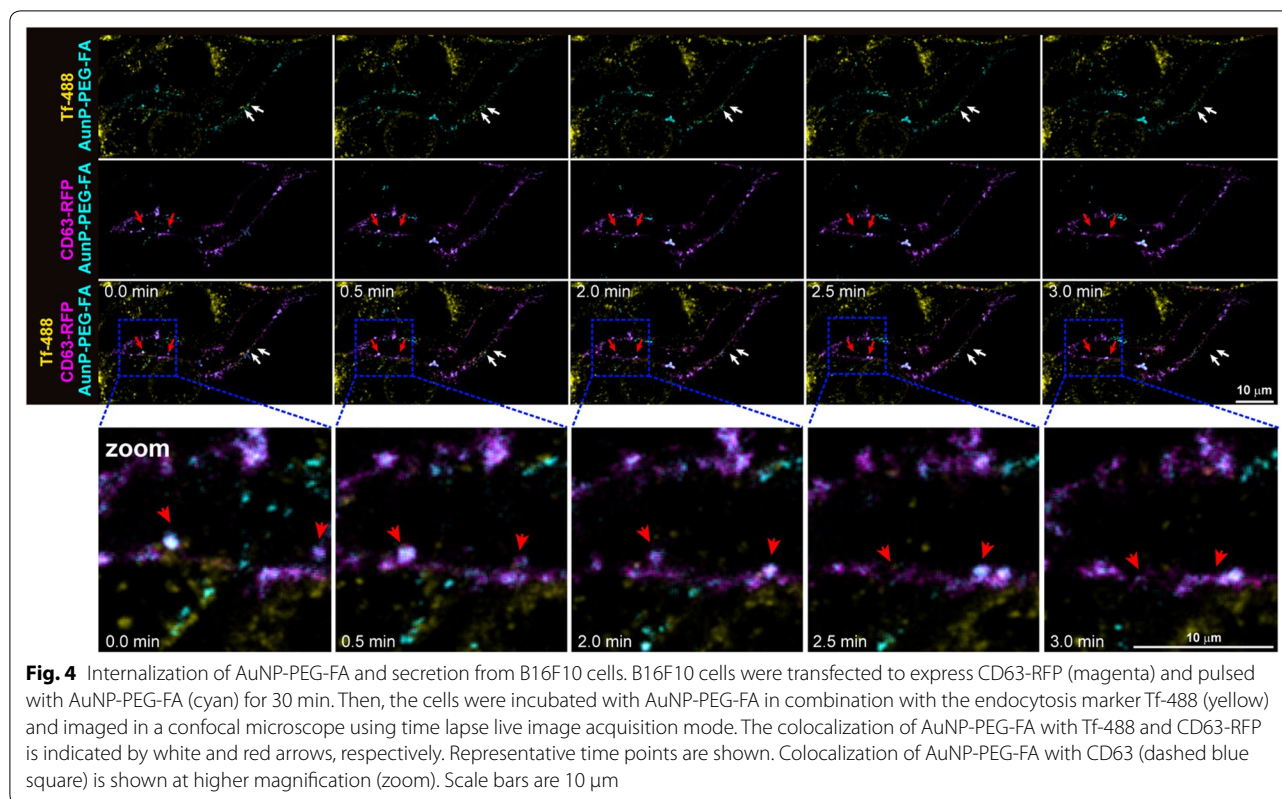 Tf-488
AunP-PEG-FA
CD63-RFP
AunP-PEG-FA
Tf-488
CD63-RFP
AunP-PEG-FA
0.0 min
0.5 min
2.0 min
2.5 min
3.0 min
10 μm
zoom
0.0 min
0.5 min
2.0 min
2.5 min
3.0 min
10 μm
Fig. 4 Internalization of AuNP-PEG-FA and secretion from B16F10 cells. B16F10 cells were transfected to express CD63-RFP (magenta) and pulsed
with AuNP-PEG-FA (cyan) for 30 min. Then, the cells were incubated with AuNP-PEG-FA in combination with the endocytosis marker Tf-488 (yellow)
and imaged in a confocal microscope using time lapse live image acquisition mode. The colocalization of AuNP-PEG-FA with Tf-488 and CD63-RFP
is indicated by white and red arrows, respectively. Representative time points are shown. Colocalization of AuNP-PEG-FA with CD63 (dashed blue
square) is shown at higher magnification (zoom). Scale bars are 10 μm